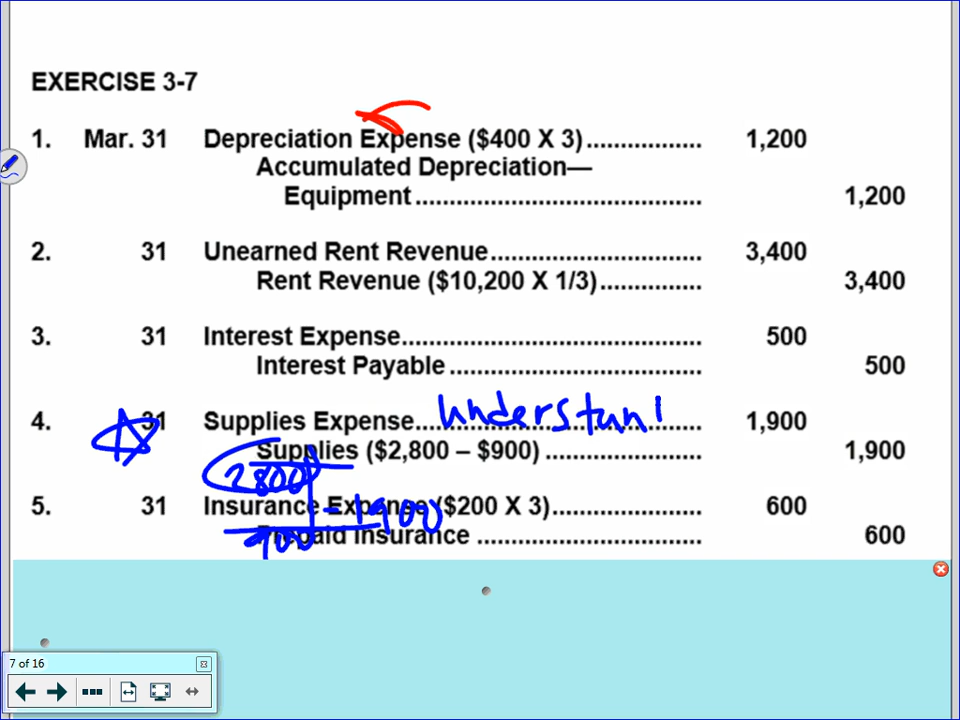 EXERCISE 3-7
1. Mar. 31 Depreciation Expense ($400 X 3)................. 1,200
Accumulated Depreciation—
Equipment.......................................... 1,200
2. 31 Unearned Rent Revenue............................... 3,400
Rent Revenue ($10,200 X 1/3)............... 3,400
3. 31 Interest Expense............................................ 500
Interest Payable..................................... 500
4. 31 Supplies Expense.......................................... 1,900
understan
Supplies ($2,800 – $900)....................... 1,900
2800
5. 31 Insurance Expense ($200 X 3)...................... 600
- 1900
Prepaid Insurance ................................. 600
900
7 of 16